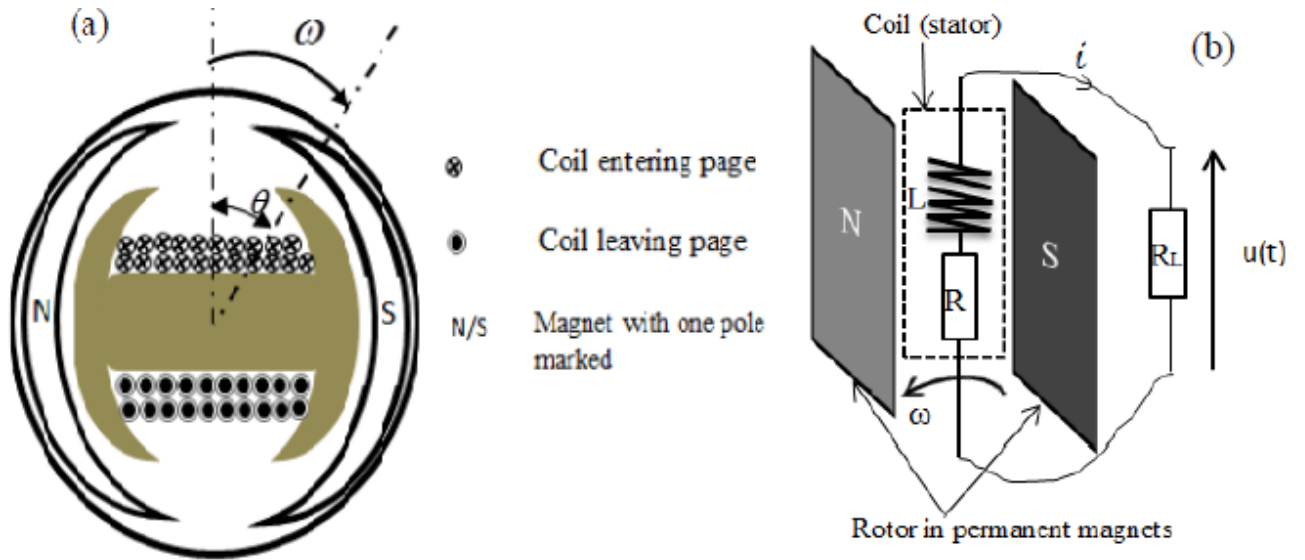 (a)
ω
θ
N
S
Coil entering page
Coil leaving page
N/S Magnet with one pole
marked
Coil (stator)
(b)
i
N
L
R
S
RL
u(t)
ω
Rotor in permanent magnets